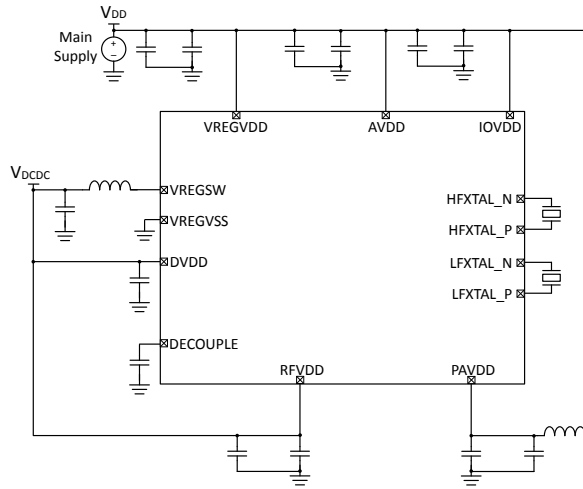 VDD
Main
Supply
+
−
VREGVDD
AVDD
IOVDD
VDCDC
VREGSW
HFXTAL_N
VREGVSS
HFXTAL_P
DVDD
LFXTAL_N
LFXTAL_P
DECOUPLE
RFVDD
PAVDD